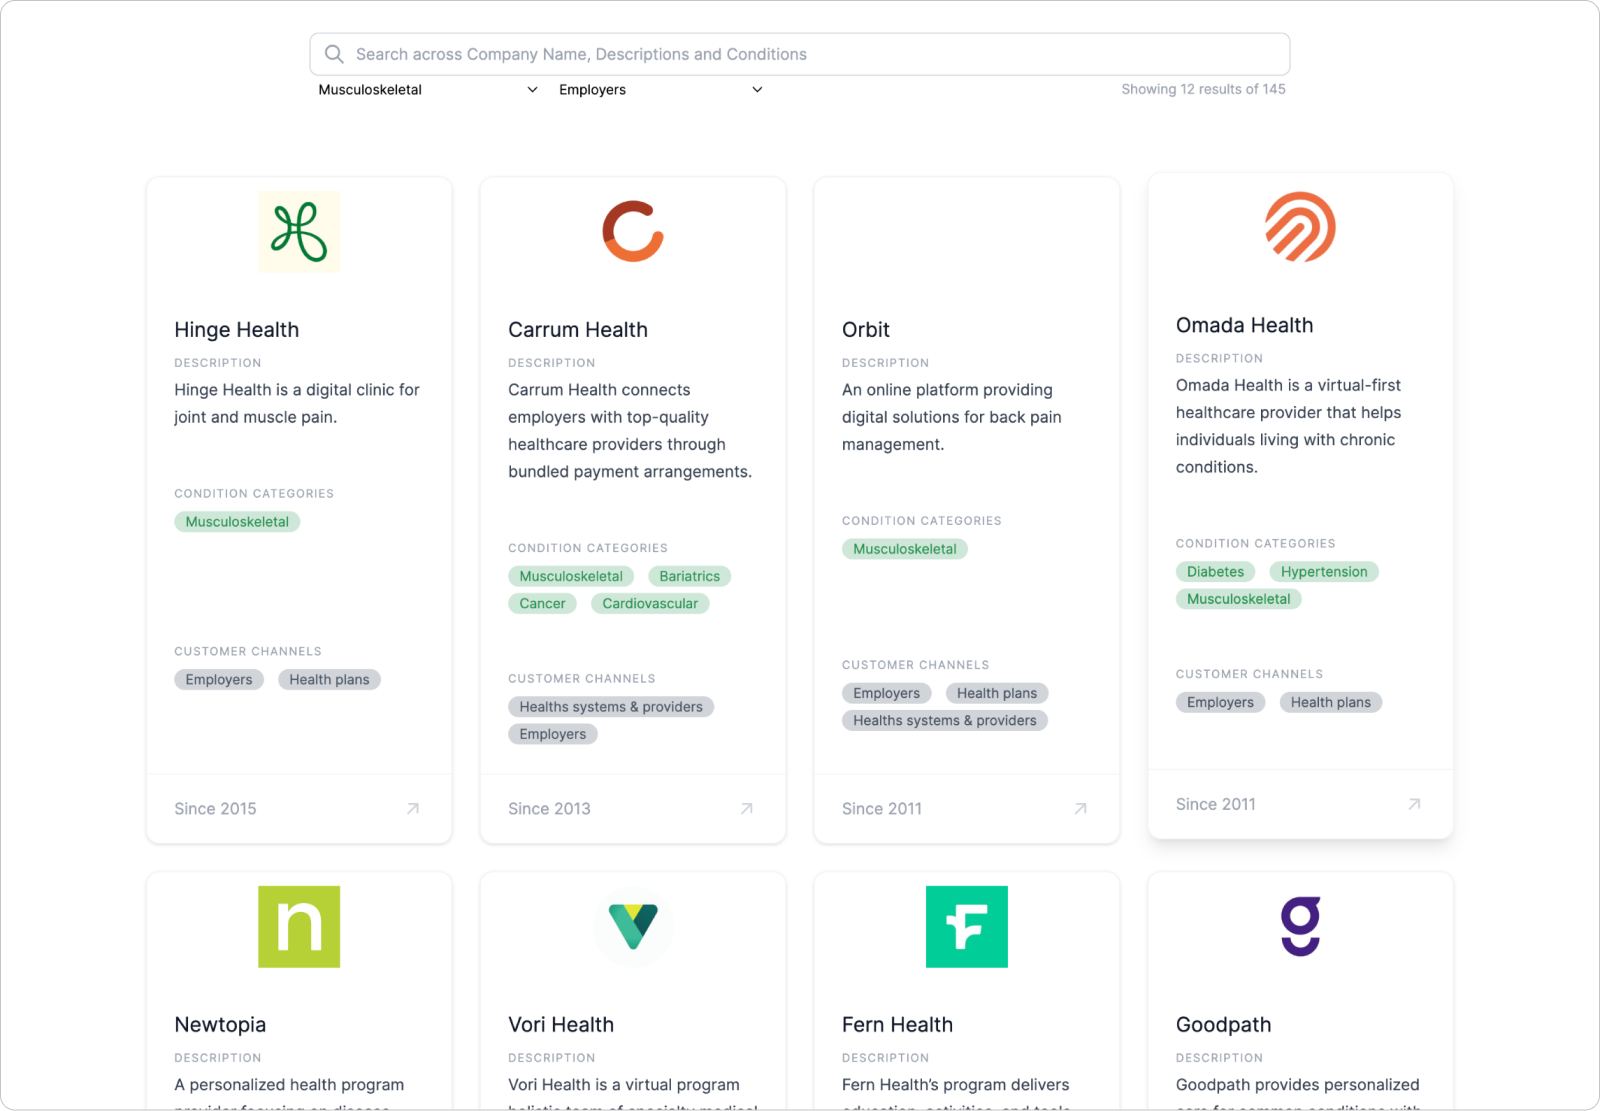 Search across Company Name, Descriptions and Conditions
Musculoskeletal
Employers
Showing 12 results of 145
Hinge Health
DESCRIPTION
Hinge Health is a digital clinic for
joint and muscle pain.
CONDITION CATEGORIES
Musculoskeletal
CUSTOMER CHANNELS
Employers
Health plans
Since 2015
Carrum Health
DESCRIPTION
Carrum Health connects
employers with top-quality
healthcare providers through
bundled payment arrangements.
CONDITION CATEGORIES
Musculoskeletal
Bariatrics
Cancer
Cardiovascular
CUSTOMER CHANNELS
Healths systems & providers
Employers
Since 2013
Orbit
DESCRIPTION
An online platform providing
digital solutions for back pain
management.
CONDITION CATEGORIES
Musculoskeletal
CUSTOMER CHANNELS
Employers
Health plans
Healths systems & providers
Since 2011
Omada Health
DESCRIPTION
Omada Health is a virtual-first
healthcare provider that helps
individuals living with chronic
conditions.
CONDITION CATEGORIES
Diabetes
Hypertension
Musculoskeletal
CUSTOMER CHANNELS
Employers
Health plans
Since 2011
n
Newtopia
DESCRIPTION
A personalized health program
Vori Health
DESCRIPTION
Vori Health is a virtual program
F
Fern Health
DESCRIPTION
Fern Health's program delivers
g
Goodpath
DESCRIPTION
Goodpath provides personalized